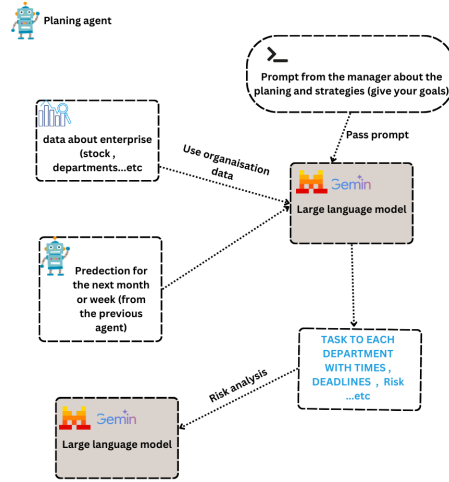 Planing agent
Prompt from the manager about the
planing and strategies (give your goals)
Pass prompt
data about enterprise
(stock ,
departments...etc
Use organaisation
data
Gemin
Large language model
Predection for
the next month
or week (from
the previous
agent)
TASK TO EACH
DEPARTMENT
WITH TIMES ,
DEADLINES , Risk
...etc
Risk analysis
Gemin
Large language model